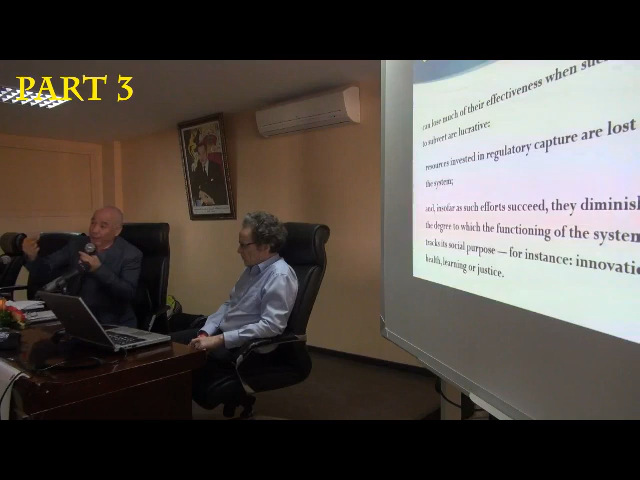 PART 3
can lose much of their effectiveness when
to subvert are lucrative:
resources invested in regulatory capture are lost
the system;
and, insofar as such efforts succeed, they diminish
the degree to which the functioning of the system
tracks its social purpose — for instance: innovatio
health, learning or justice.